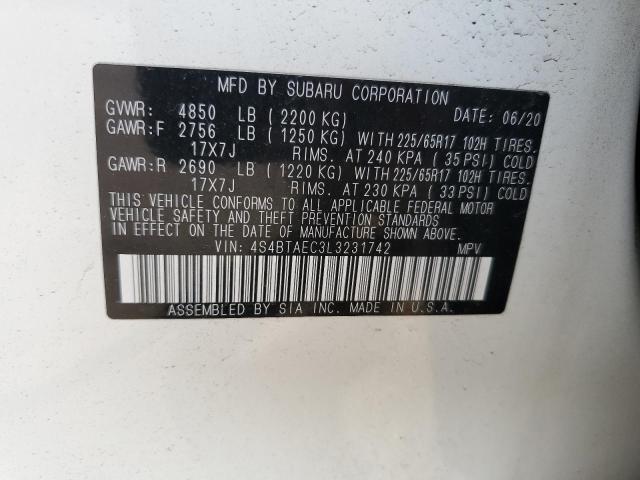 MFD BY SUBARU CORPORATION
GVWR: 4850 LB (2200 KG) DATE: 06/20
GAWR:F 2756 LB (1250 KG) WITH 225/65R17 102H TIRES.
17X7J RIMS. AT 240 KPA (35 PSI) COLD
GAWR:R 2690 LB (1220 KG) WITH 225/65R17 102H TIRES.
17X7J RIMS. AT 230 KPA (33 PSI) COLD
THIS VEHICLE CONFORMS TO ALL APPLICABLE FEDERAL MOTOR
VEHICLE SAFETY AND THEFT PREVENTION STANDARDS
IN EFFECT ON THE DATE OF MANUFACTURE SHOWN ABOVE.
VIN: 4S4BTAEC3L3231742 MPV
ASSEMBLED BY SIA INC. MADE IN U.S.A.